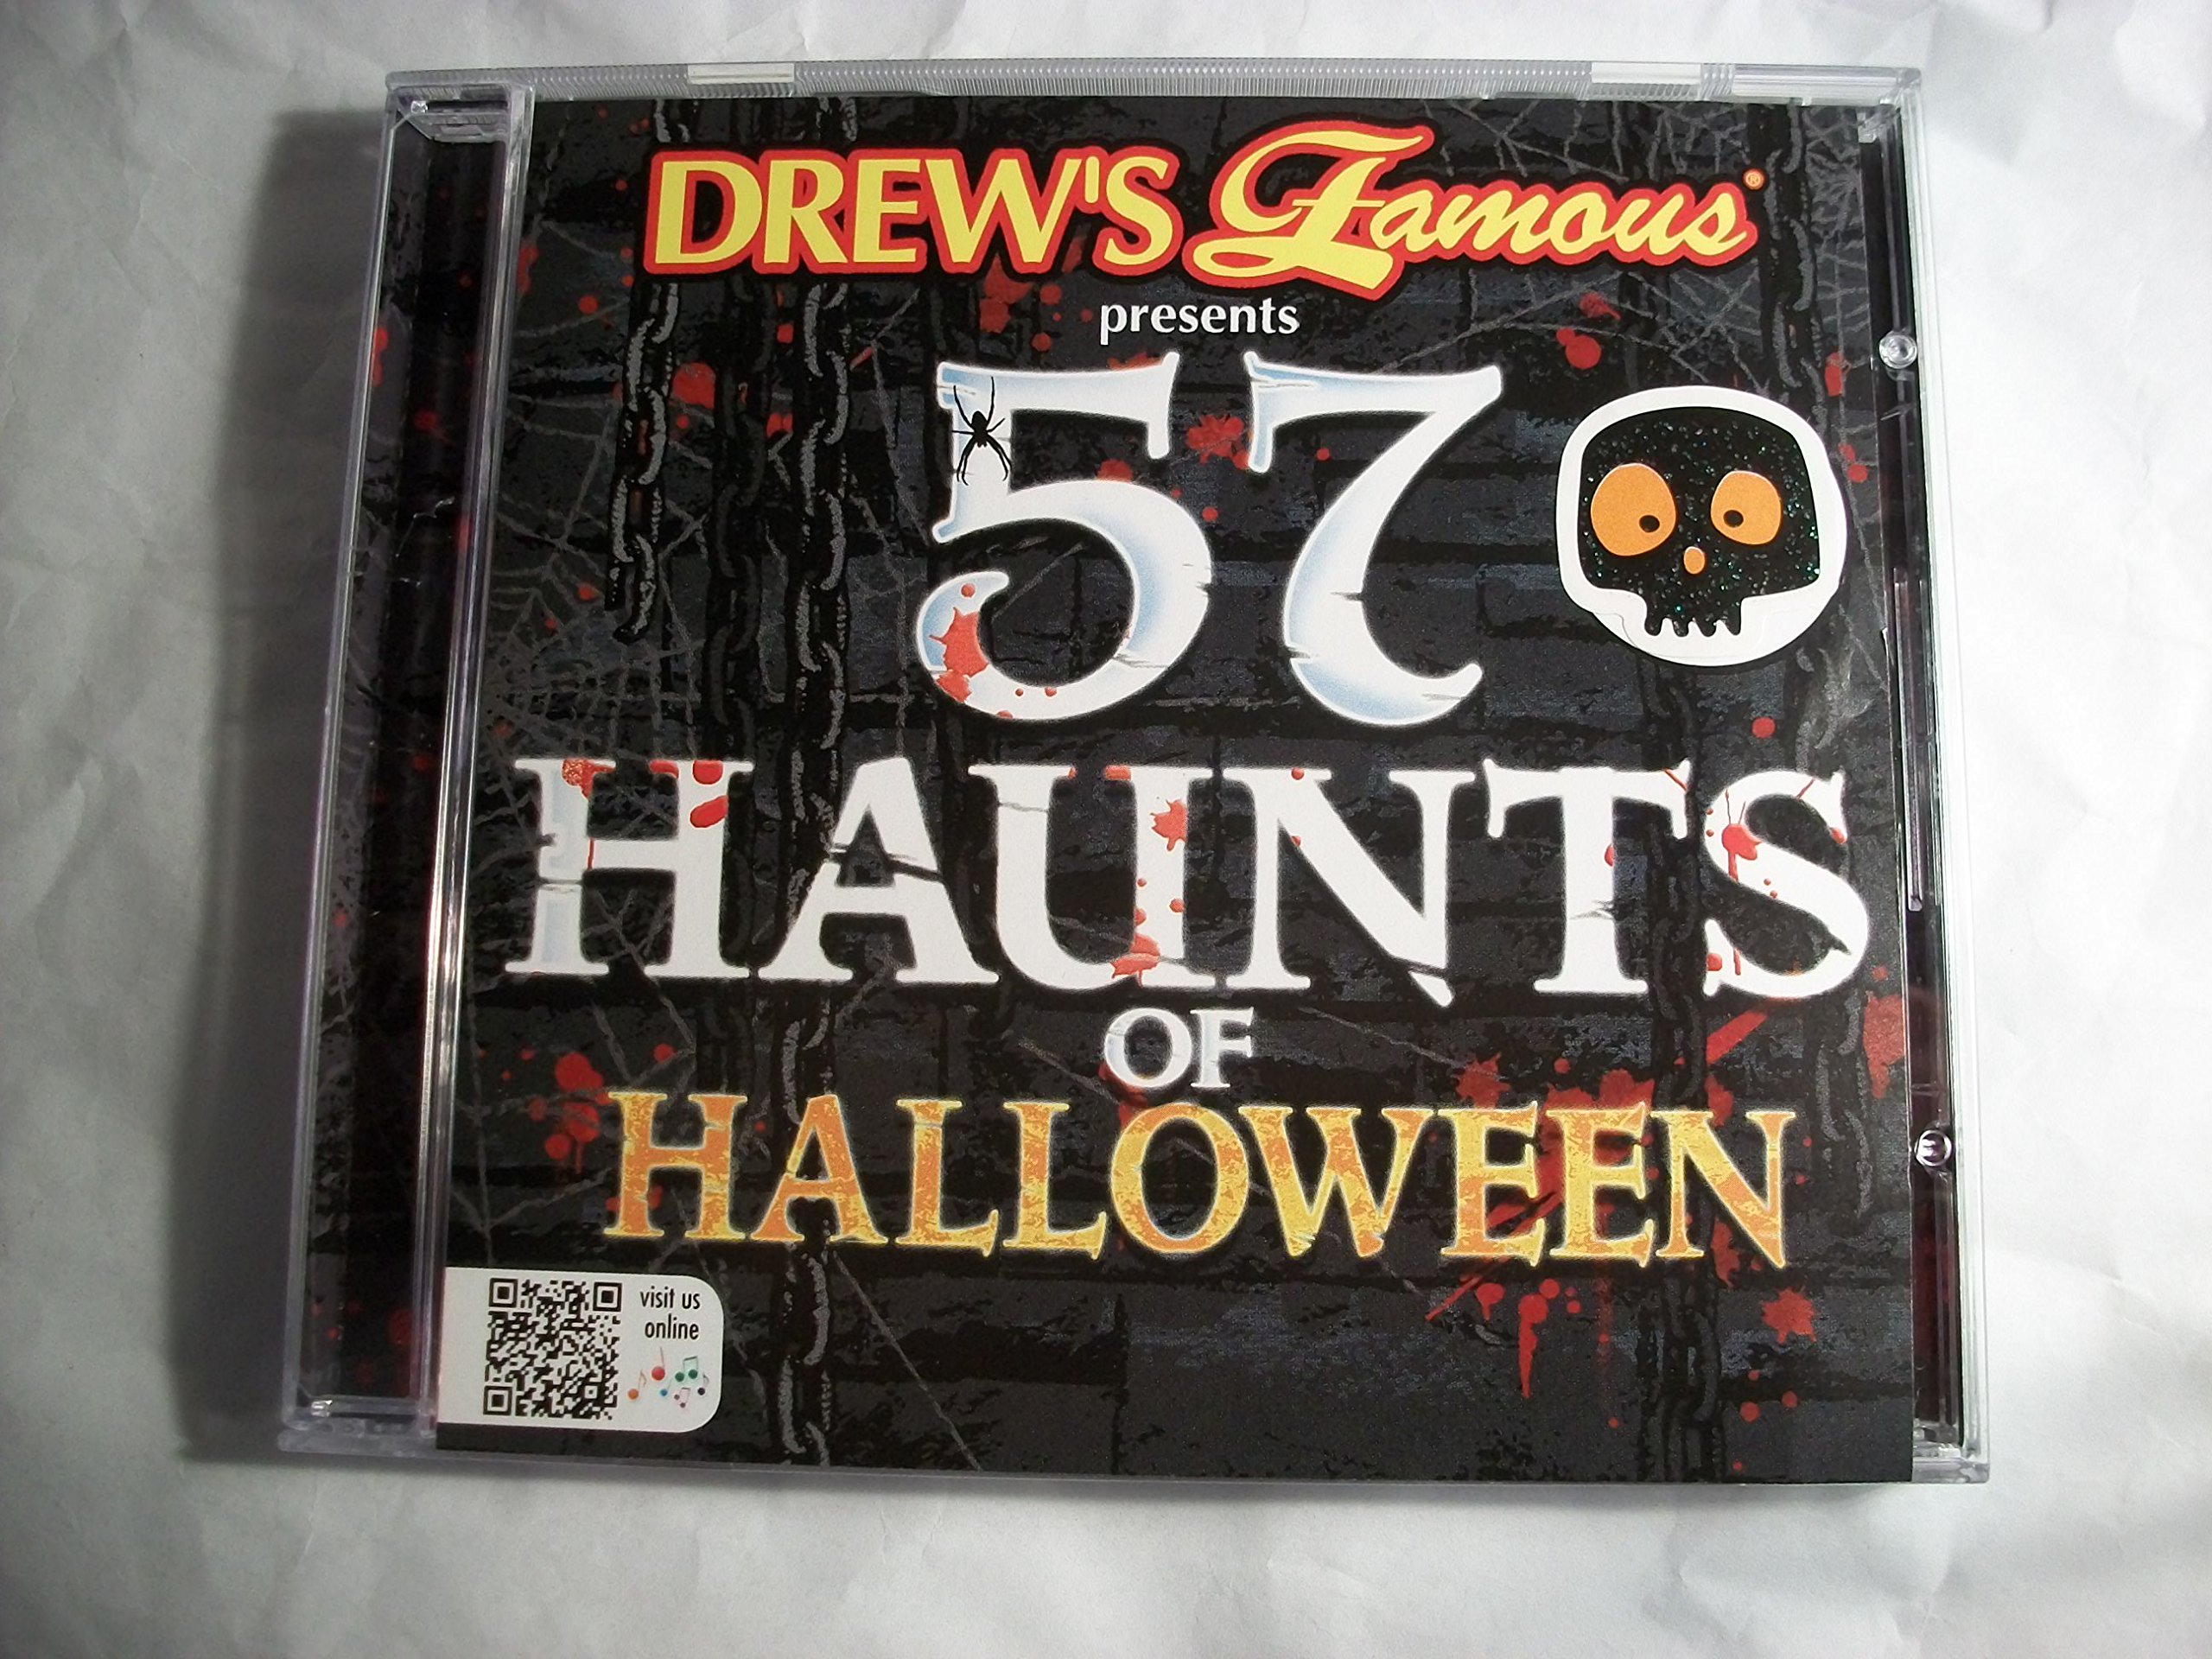 DREW'S Famous®
presents
57
HAUNTS
OF
HALLOWEEN
visit us
online